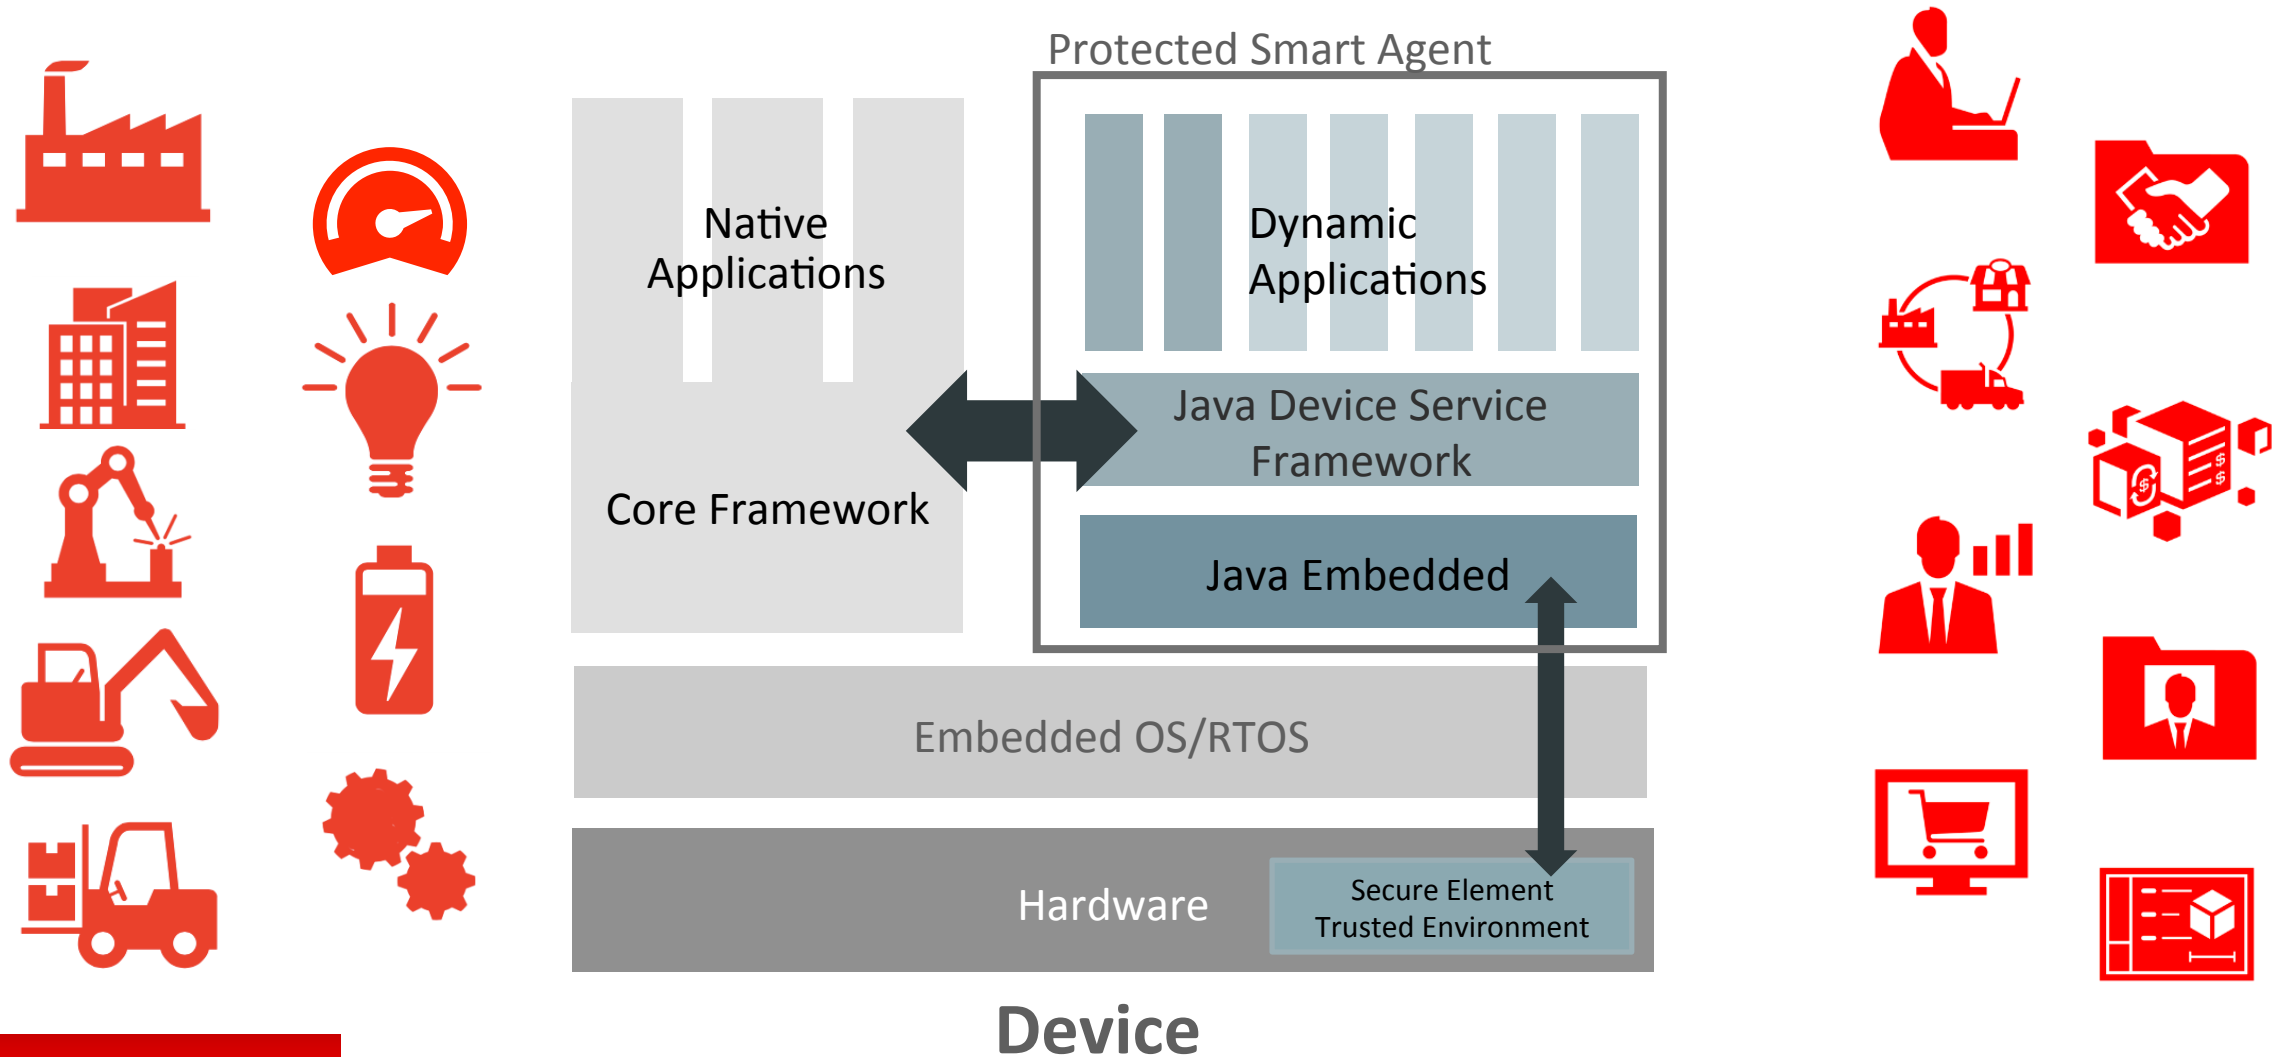 Protected Smart Agent
Native
Applications
Dynamic
Applications
Java Device Service
Framework
Core Framework
Java Embedded
Embedded OS/RTOS
Hardware
Secure Element
Trusted Environment
Device
$
$
$